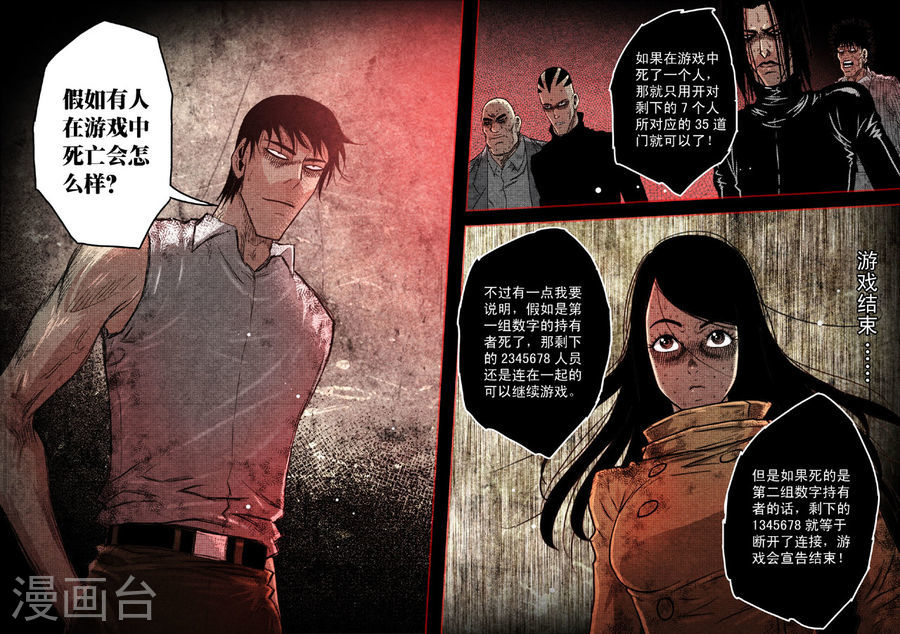 假如有人
在游戏中
死亡会怎
么样？
如果在游戏中
死了一个人，
那就只用开对
剩下的 7 个人
所对应的 35 道
门就可以了！
不过有一点我要
说明，假如是第
一组数字的持有
者死了，那剩下
的 2345678 人员
还是连在一起的
可以继续游戏。
游戏结束……
但是如果死的是
第二组数字持有
者的话，剩下的
1345678 就等于
断开了连接，游
戏会宣告结束！
漫画台